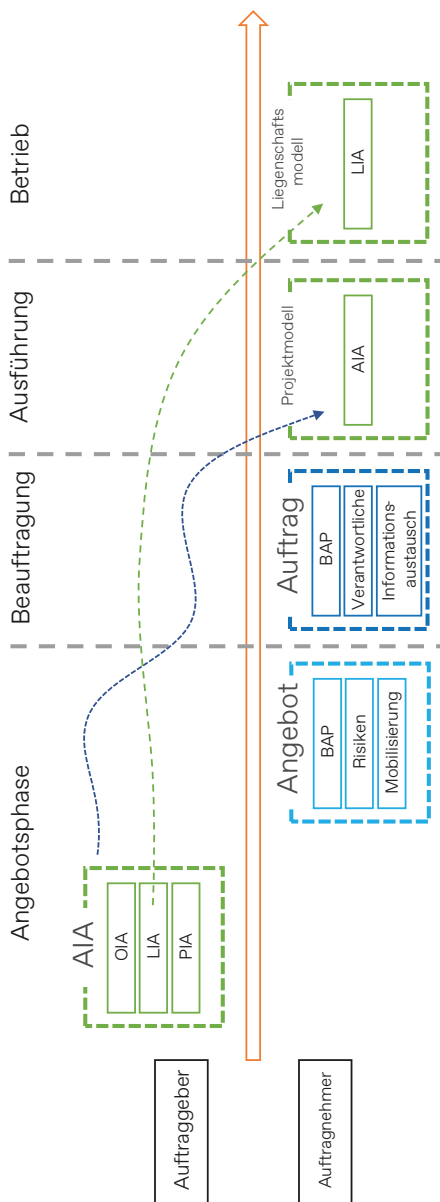 Angebotsphase
Beauftragung
Ausführung
Betrieb
Auftraggeber
AIA
OIA
LIA
PIA
Auftragnehmer
Angebot
BAP
Risiken
Mobilisierung
Auftrag
BAP
Verantwortliche
Informations-
austausch
Projektmodell
AIA
Liegenschafts
modell
LIA